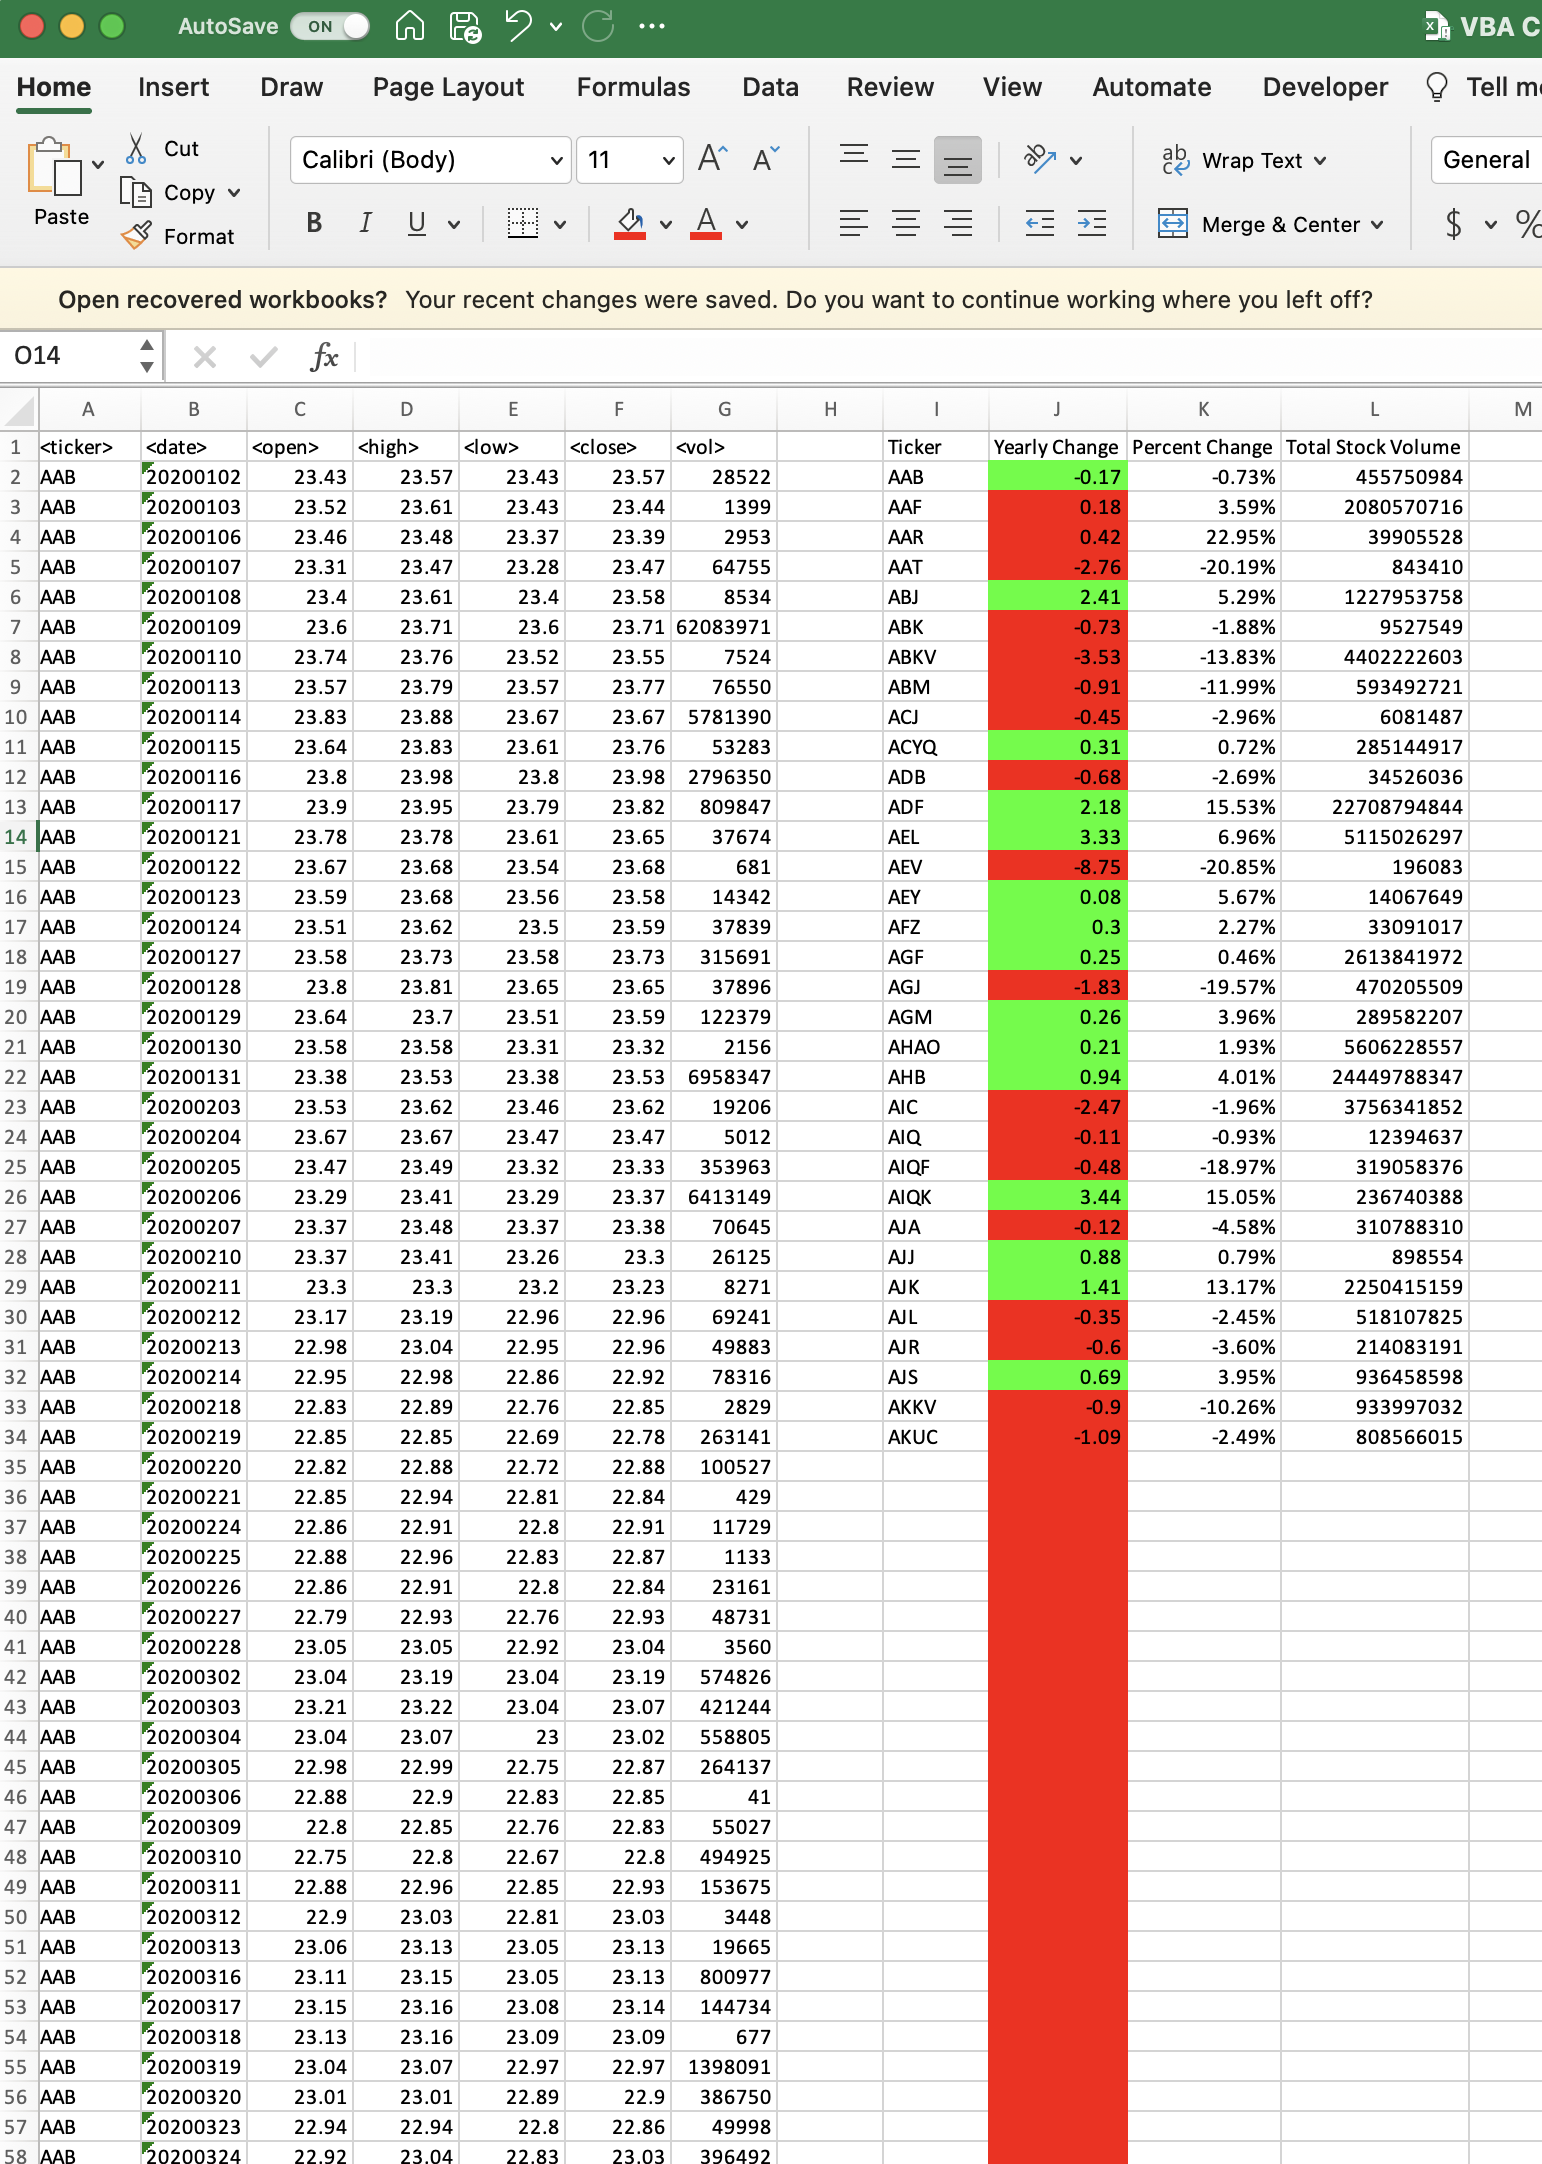 AutoSave ON VBA C
Home Insert Draw Page Layout Formulas Data Review View Automate Developer Tell me
Paste Cut Copy Format Calibri (Body) 11 Wrap Text General
B I U A Merge & Center $ %
Open recovered workbooks? Your recent changes were saved. Do you want to continue working where you left off?
O14 fx
A B C D E F G H I J K L M
1 <ticker> <date> <open> <high> <low> <close> <vol> Ticker Yearly Change Percent Change Total Stock Volume
2 AAB 20200102 23.43 23.57 23.43 23.57 28522 AAB -0.17 -0.73% 455750984
3 AAB 20200103 23.52 23.61 23.43 23.44 1399 AAF 0.18 3.59% 2080570716
4 AAB 20200106 23.46 23.48 23.37 23.39 2953 AAR 0.42 22.95% 39905528
5 AAB 20200107 23.31 23.47 23.28 23.47 64755 AAT -2.76 -20.19% 843410
6 AAB 20200108 23.4 23.61 23.4 23.58 8534 ABJ 2.41 5.29% 1227953758
7 AAB 20200109 23.6 23.71 23.6 23.71 62083971 ABK -0.73 -1.88% 9527549
8 AAB 20200110 23.74 23.76 23.52 23.55 7524 ABKV -3.53 -13.83% 4402222603
9 AAB 20200113 23.57 23.79 23.57 23.77 76550 ABM -0.91 -11.99% 593492721
10 AAB 20200114 23.83 23.88 23.67 23.67 5781390 ACJ -0.45 -2.96% 6081487
11 AAB 20200115 23.64 23.83 23.61 23.76 53283 ACYQ 0.31 0.72% 285144917
12 AAB 20200116 23.8 23.98 23.8 23.98 2796350 ADB -0.68 -2.69% 34526036
13 AAB 20200117 23.9 23.95 23.79 23.82 809847 ADF 2.18 15.53% 22708794844
14 AAB 20200121 23.78 23.78 23.61 23.65 37674 AEL 3.33 6.96% 5115026297
15 AAB 20200122 23.67 23.68 23.54 23.68 681 AEV -8.75 -20.85% 196083
16 AAB 20200123 23.59 23.68 23.56 23.58 14342 AEY 0.08 5.67% 14067649
17 AAB 20200124 23.51 23.62 23.5 23.59 37839 AFZ 0.3 2.27% 33091017
18 AAB 20200127 23.58 23.73 23.58 23.73 315691 AGF 0.25 0.46% 2613841972
19 AAB 20200128 23.8 23.81 23.65 23.65 37896 AGJ -1.83 -19.57% 470205509
20 AAB 20200129 23.64 23.7 23.51 23.59 122379 AGM 0.26 3.96% 289582207
21 AAB 20200130 23.58 23.58 23.31 23.32 2156 AHAO 0.21 1.93% 5606228557
22 AAB 20200131 23.38 23.53 23.38 23.53 6958347 AHB 0.94 4.01% 24449788347
23 AAB 20200203 23.53 23.62 23.46 23.62 19206 AIC -2.47 -1.96% 3756341852
24 AAB 20200204 23.67 23.67 23.47 23.47 5012 AIQ -0.11 -0.93% 12394637
25 AAB 20200205 23.47 23.49 23.32 23.33 353963 AIQF -0.48 -18.97% 319058376
26 AAB 20200206 23.29 23.41 23.29 23.37 6413149 AIQK 3.44 15.05% 236740388
27 AAB 20200207 23.37 23.48 23.37 23.38 70645 AJA -0.12 -4.58% 310788310
28 AAB 20200210 23.37 23.41 23.26 23.3 26125 AJJ 0.88 0.79% 898554
29 AAB 20200211 23.3 23.3 23.2 23.23 8271 AJK 1.41 13.17% 2250415159
30 AAB 20200212 23.17 23.19 22.96 22.96 69241 AJL -0.35 -2.45% 518107825
31 AAB 20200213 22.98 23.04 22.95 22.96 49883 AJR -0.6 -3.60% 214083191
32 AAB 20200214 22.95 22.98 22.86 22.92 78316 AJS 0.69 3.95% 936458598
33 AAB 20200218 22.83 22.89 22.76 22.85 2829 AKKV -0.9 -10.26% 933997032
34 AAB 20200219 22.85 22.85 22.69 22.78 263141 AKUC -1.09 -2.49% 808566015
35 AAB 20200220 22.82 22.88 22.72 22.88 100527
36 AAB 20200221 22.85 22.94 22.81 22.84 429
37 AAB 20200224 22.86 22.91 22.8 22.91 11729
38 AAB 20200225 22.88 22.96 22.83 22.87 1133
39 AAB 20200226 22.86 22.91 22.8 22.84 23161
40 AAB 20200227 22.79 22.93 22.76 22.93 48731
41 AAB 20200228 23.05 23.05 22.92 23.04 3560
42 AAB 20200302 23.04 23.19 23.04 23.19 574826
43 AAB 20200303 23.21 23.22 23.04 23.07 421244
44 AAB 20200304 23.04 23.07 23 23.02 558805
45 AAB 20200305 22.98 22.99 22.75 22.87 264137
46 AAB 20200306 22.88 22.9 22.83 22.85 41
47 AAB 20200309 22.8 22.85 22.76 22.83 55027
48 AAB 20200310 22.75 22.8 22.67 22.8 494925
49 AAB 20200311 22.88 22.96 22.85 22.93 153675
50 AAB 20200312 22.9 23.03 22.81 23.03 3448
51 AAB 20200313 23.06 23.13 23.05 23.13 19665
52 AAB 20200316 23.11 23.15 23.05 23.13 800977
53 AAB 20200317 23.15 23.16 23.08 23.14 144734
54 AAB 20200318 23.13 23.16 23.09 23.09 677
55 AAB 20200319 23.04 23.07 22.97 22.97 1398091
56 AAB 20200320 23.01 23.01 22.89 22.9 386750
57 AAB 20200323 22.94 22.94 22.8 22.86 49998
58 AAB 20200324 22.92 23.04 22.83 23.03 396492